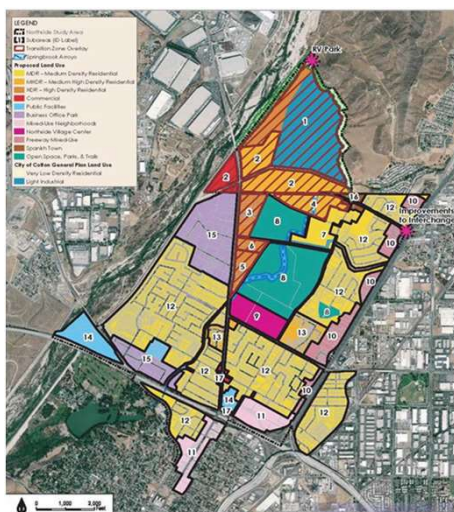 LEGEND
Northside Study Area
Subareas (ID Label)
Transition Zone Overlay
Springbrook Arroyo
Proposed Land Use
MDR – Medium Density Residential
MHDR – Medium-High Density Residential
HDR – High Density Residential
Commercial
Public Facilities
Business Office Park
Mixed-Use Neighborhoods
Northside Village Center
Freeway Mixed-Use
Spanish Town
Open Space, Parks, & Trails
City of Colton General Plan Land Use
Very Low Density Residential
Light Industrial
RV Park
1
2
2
2
16
12
10
3
4
8
7
12
10
Improvements
to Interchange
15
6
5
8
10
12
12
8
9
14
13
13
10
15
12
12
17
10
14
17
11
12
12
11
0
1,000
2,000
Feet